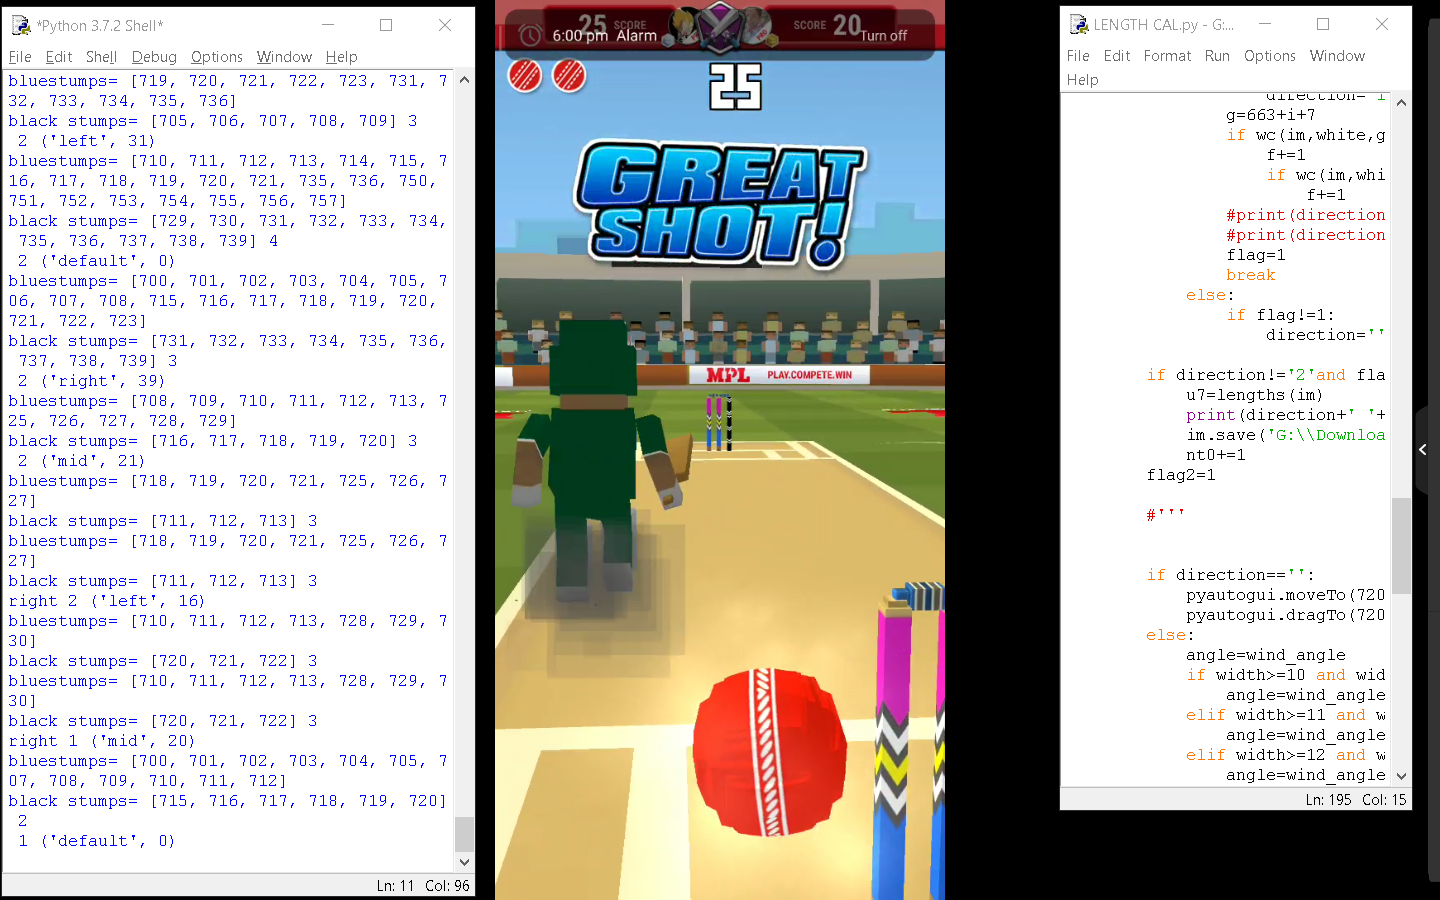 *Python 3.7.2 Shell*
File Edit Shell Debug Options Window Help
bluestumps= [719, 720, 721, 722, 723, 731, 7
32, 733, 734, 735, 736]
black stumps= [705, 706, 707, 708, 709] 3
2 ('left', 31)
bluestumps= [710, 711, 712, 713, 714, 715, 7
16, 717, 718, 719, 720, 721, 735, 736, 750,
751, 752, 753, 754, 755, 756, 757]
black stumps= [729, 730, 731, 732, 733, 734,
735, 736, 737, 738, 739] 4
2 ('default', 0)
bluestumps= [700, 701, 702, 703, 704, 705, 7
06, 707, 708, 715, 716, 717, 718, 719, 720,
721, 722, 723]
black stumps= [731, 732, 733, 734, 735, 736,
737, 738, 739] 3
2 ('right', 39)
bluestumps= [708, 709, 710, 711, 712, 713, 7
25, 726, 727, 728, 729]
black stumps= [716, 717, 718, 719, 720] 3
2 ('mid', 21)
bluestumps= [718, 719, 720, 721, 725, 726, 7
27]
black stumps= [711, 712, 713] 3
bluestumps= [718, 719, 720, 721, 725, 726, 7
27]
black stumps= [711, 712, 713] 3
right 2 ('left', 16)
bluestumps= [710, 711, 712, 713, 728, 729, 7
30]
black stumps= [720, 721, 722] 3
bluestumps= [710, 711, 712, 713, 728, 729, 7
30]
black stumps= [720, 721, 722] 3
right 1 ('mid', 20)
bluestumps= [700, 701, 702, 703, 704, 705, 7
07, 708, 709, 710, 711, 712]
black stumps= [715, 716, 717, 718, 719, 720]
2
1 ('default', 0)
Ln: 11 Col: 96
25 SCORE SCORE 20
6:00 pm Alarm Turn off
25
GREAT
SHOT!
MPL PLAY.COMPETE.WIN
LENGTH CAL.py - G:...
File Edit Format Run Options Window
Help
direction='i
g=663+i+7
if wc(im,white,g
f+=1
if wc(im,whi
f+=1
#print(direction
#print(direction
flag=1
break
else:
if flag!=1:
direction=''
if direction!='2'and fla
u7=lengths(im)
print(direction+' '+
im.save('G:\\Downloa
nt0+=1
flag2=1
#'''
if direction=='':
pyautogui.moveTo(720
pyautogui.dragTo(720
else:
angle=wind_angle
if width>=10 and wid
angle=wind_angle
elif width>=11 and w
angle=wind_angle
elif width>=12 and w
angle=wind_angle
Ln: 195 Col: 15